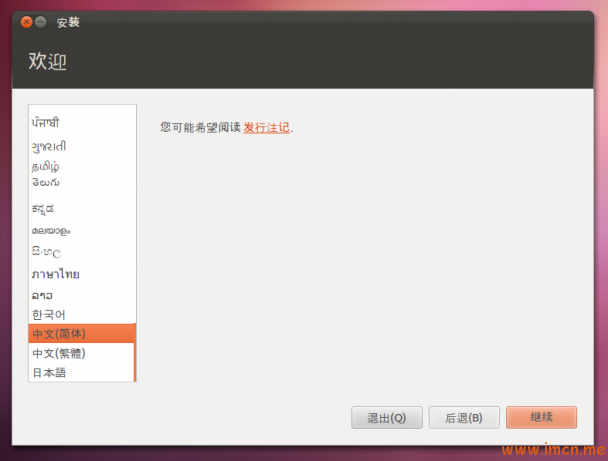 安装
欢迎
ਪੰਜਾਬੀ
ગુજરાતી
தமிழ்
తెలుగు
ಕನ್ನಡ
മലയാളം
සිංහල
ภาษาไทย
ລາວ
한국어
中文(简体)
中文(繁體)
日本語
您可能希望阅读 发行注记.
退出(Q)
后退(B)
继续
www.imcn.me